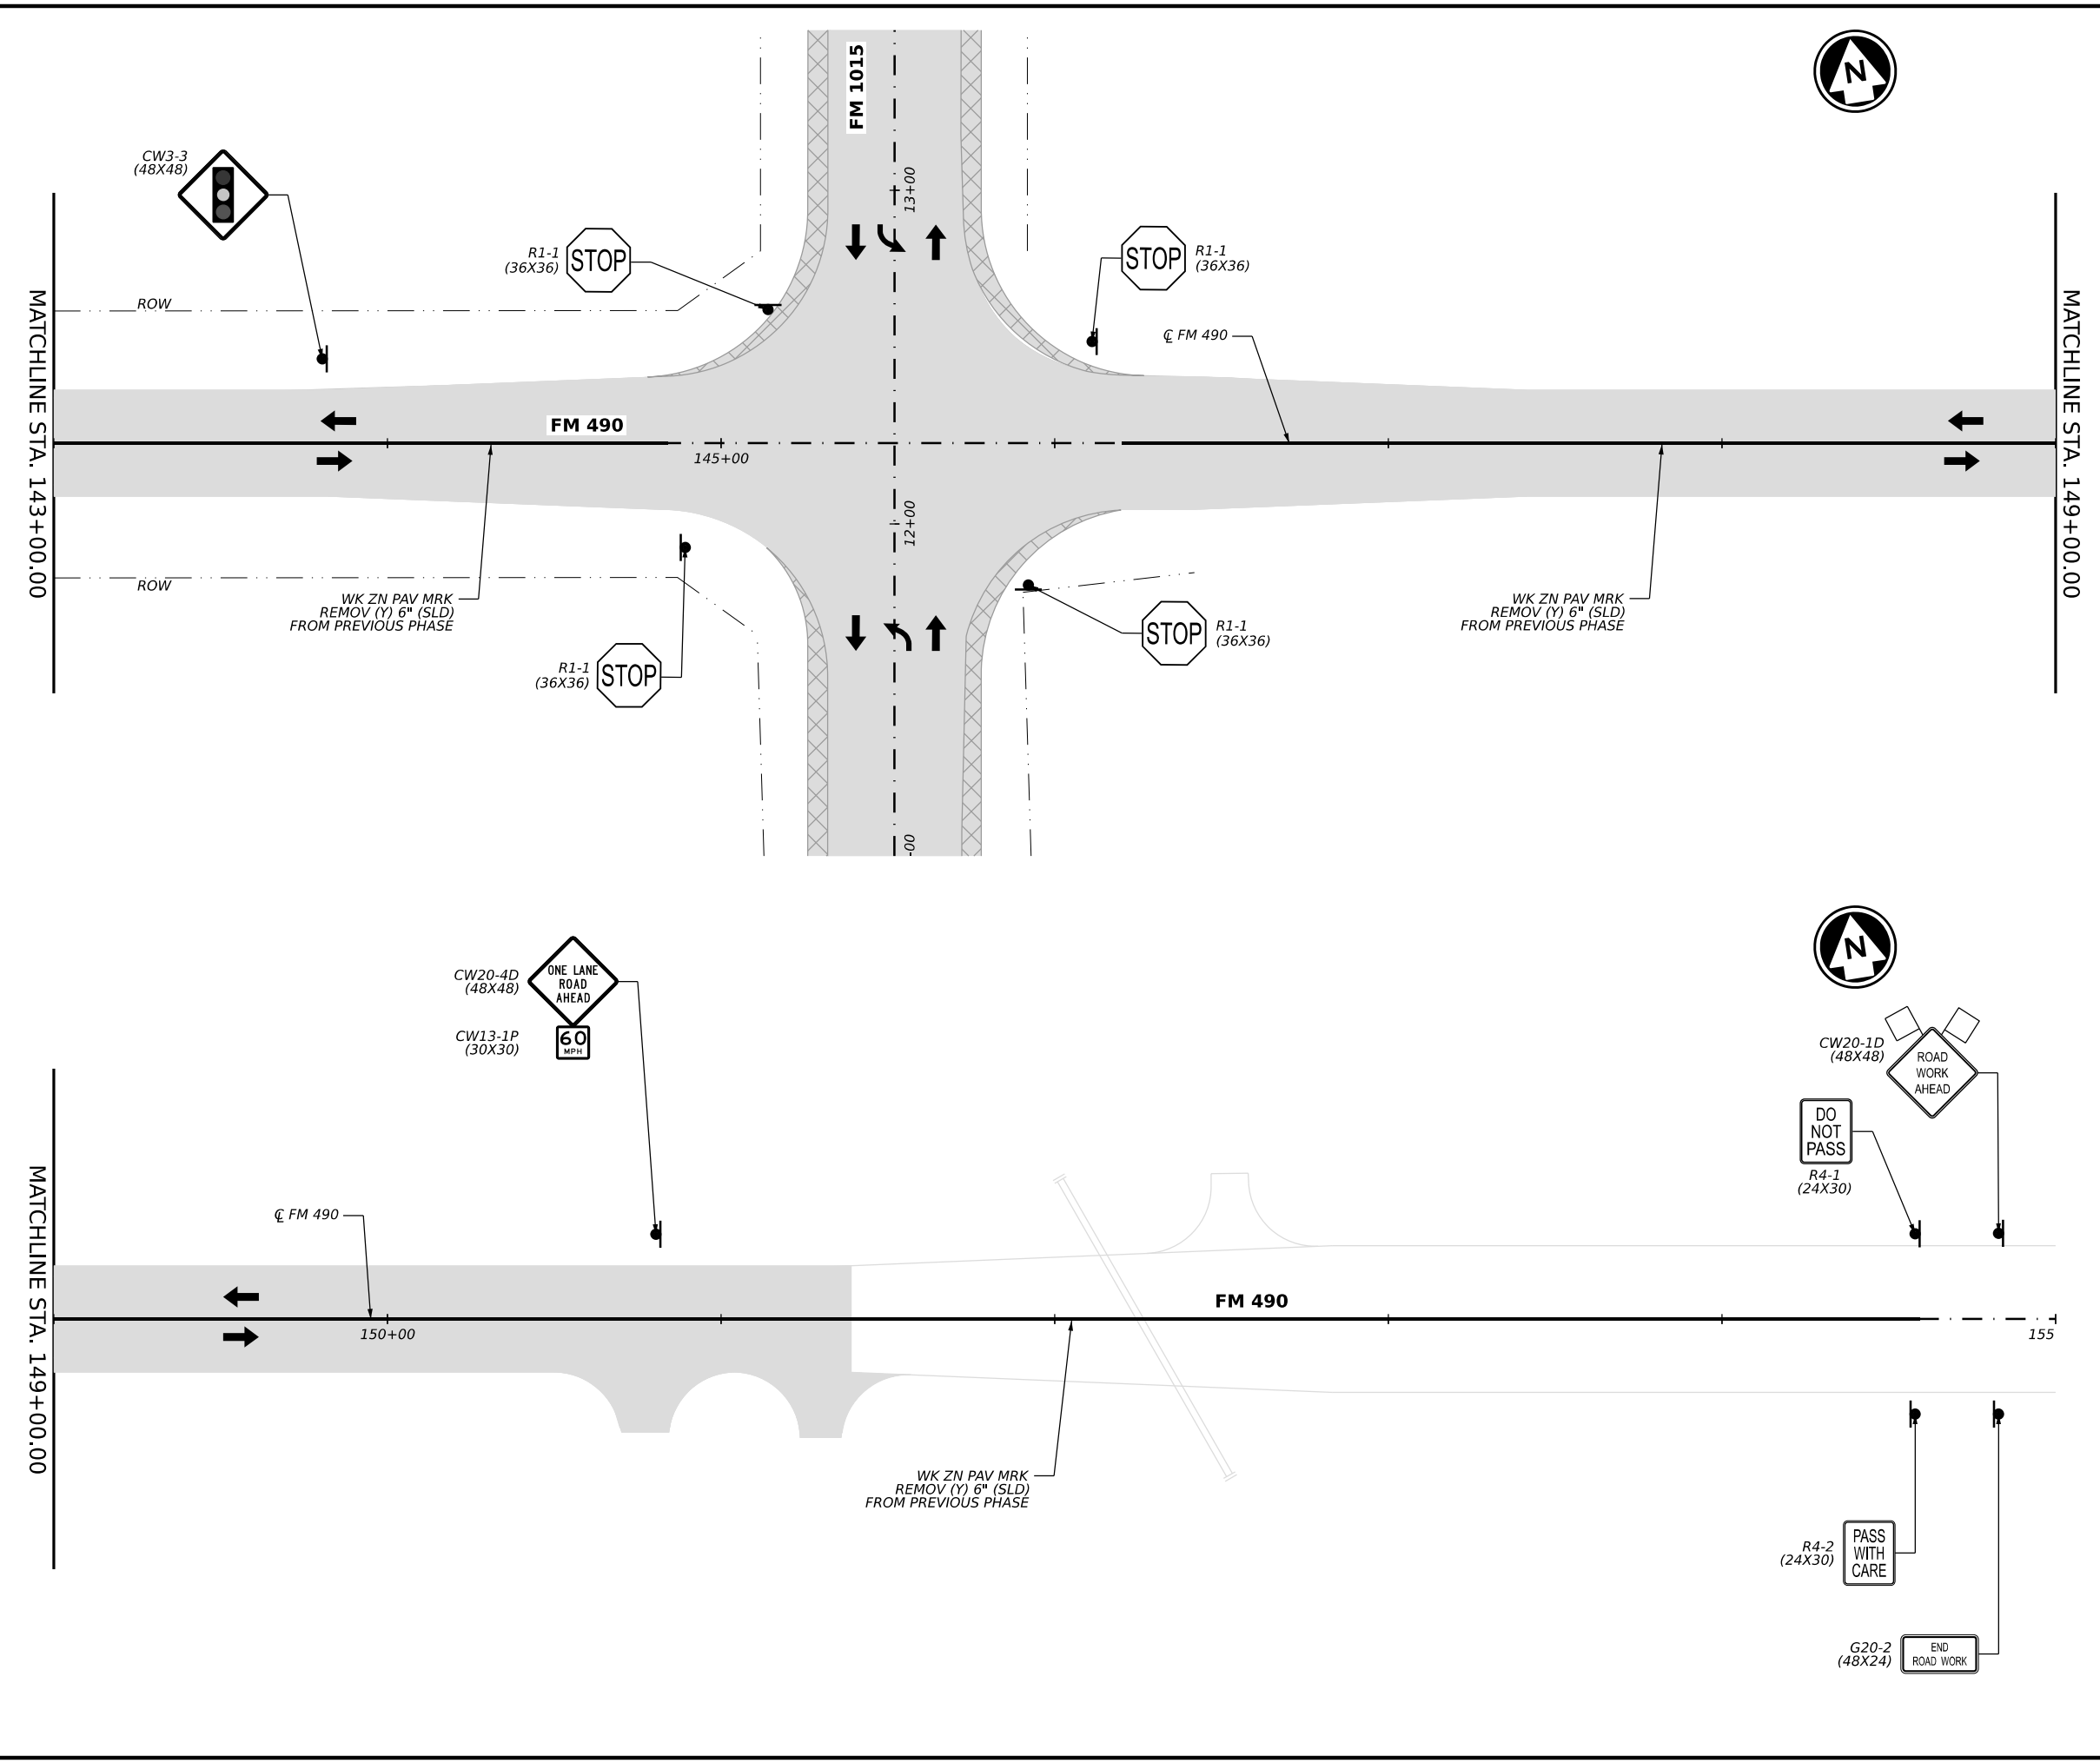 FM 1015
N
CW3-3
(48X48)
13+00
R1-1
(36X36)
STOP
STOP
R1-1
(36X36)
ROW
℄ FM 490
MATCHLINE STA. 143+00.00
MATCHLINE STA. 149+00.00
FM 490
145+00
12+00
ROW
WK ZN PAV MRK
REMOV (Y) 6" (SLD)
FROM PREVIOUS PHASE
WK ZN PAV MRK
REMOV (Y) 6" (SLD)
FROM PREVIOUS PHASE
R1-1
(36X36)
STOP
STOP
R1-1
(36X36)
-00
N
CW20-4D
(48X48)
ONE LANE
ROAD
AHEAD
CW13-1P
(30X30)
60
MPH
CW20-1D
(48X48)
ROAD
WORK
AHEAD
DO
NOT
PASS
R4-1
(24X30)
℄ FM 490
MATCHLINE STA. 149+00.00
FM 490
150+00
155
WK ZN PAV MRK
REMOV (Y) 6" (SLD)
FROM PREVIOUS PHASE
R4-2
(24X30)
PASS
WITH
CARE
G20-2
(48X24)
END
ROAD WORK